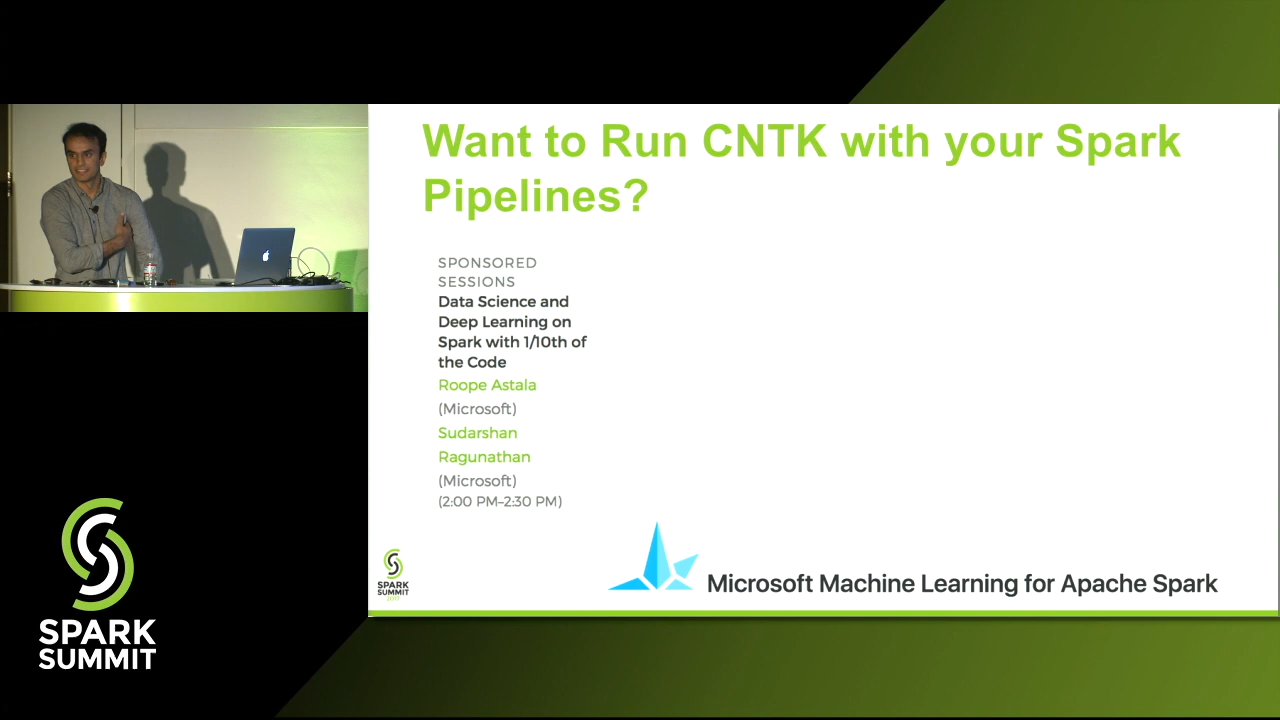 Want to Run CNTK with your Spark
Pipelines?
SPONSORED
SESSIONS
Data Science and
Deep Learning on
Spark with 1/10th of
the Code
Roope Astala
(Microsoft)
Sudarshan
Ragunathan
(Microsoft)
(2:00 PM–2:30 PM)
SPARK
SUMMIT
2017
Microsoft Machine Learning for Apache Spark
SPARK
SUMMIT